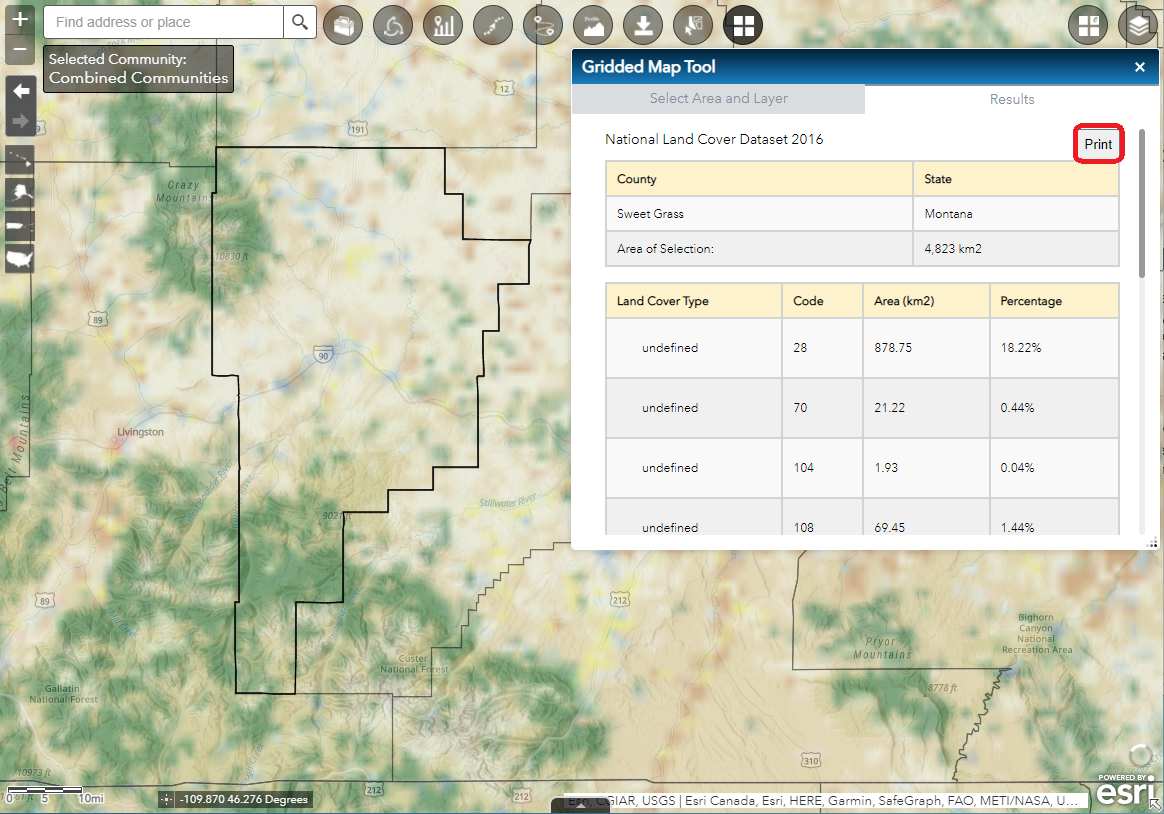 +
Find address or place
Profile
−
Selected Community:
Combined Communities
Gridded Map Tool
×
Select Area and Layer
Results
National Land Cover Dataset 2016
Print
County State
Sweet Grass Montana
Area of Selection: 4,823 km2
Land Cover Type Code Area (km2) Percentage
undefined 28 878.75 18.22%
undefined 70 21.22 0.44%
undefined 104 1.93 0.04%
undefined 108 69.45 1.44%
12
191
Crazy
Mountains
10830 ft
89
90
Livingston
Belt Mountains
Stillwater River
9021
89
212
Custer
National Forest
Gallatin
National Forest
Pryor
Mountains
Bighorn
Canyon
National
Recreation Area
8778 ft
310
10973 ft
0 5 10mi
-109.870 46.276 Degrees
212
212
Esri, CGIAR, USGS | Esri Canada, Esri, HERE, Garmin, SafeGraph, FAO, METI/NASA, U...
POWERED BY
esri